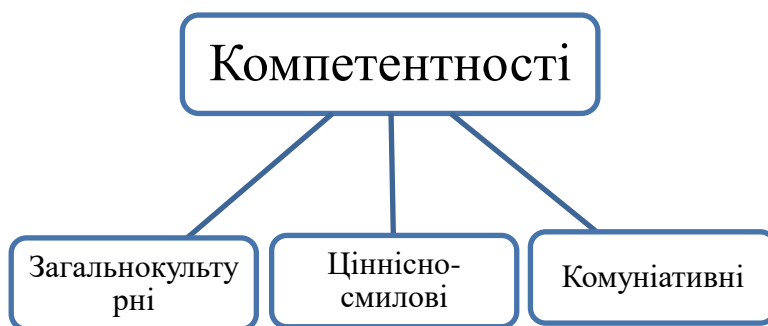 Компетентності
Загальнокульту
рні
Ціннісно-
смилові
Комуніативні